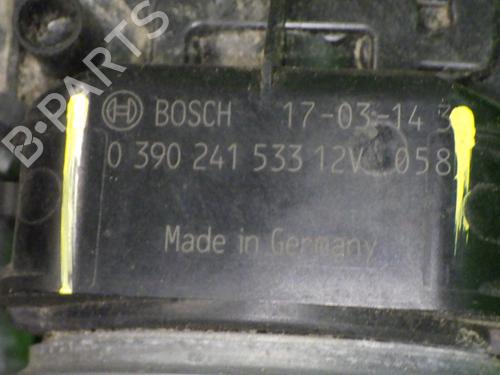 B-PARTS
BOSCH 17-03-14 3
0 390 241 533 12V 058
Made in Germany